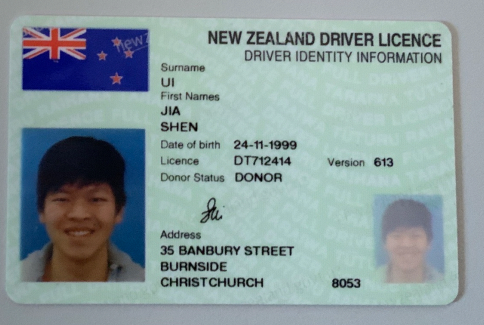 NEW ZEALAND DRIVER LICENCE
DRIVER IDENTITY INFORMATION
Surname
UI
First Names
JIA
SHEN
Date of birth 24-11-1999
Licence DT712414 Version 613
Donor Status DONOR
Address
35 BANBURY STREET
BURNSIDE
CHRISTCHURCH 8053